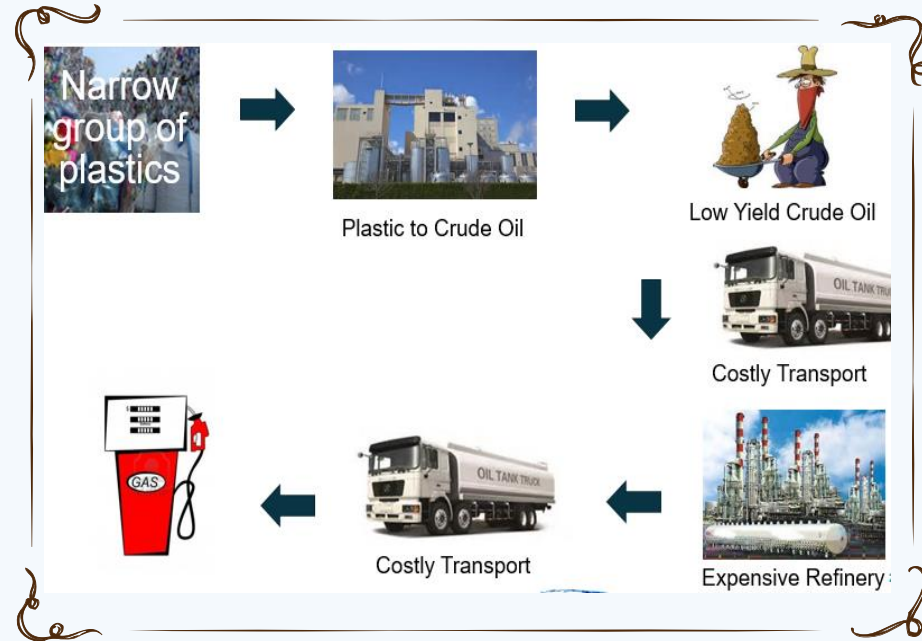 Narrow
group of
plastics
Plastic to Crude Oil
Low Yield Crude Oil
OIL TANK TRU
Costly Transport
Expensive Refinery
OIL TANK TRUCK
Costly Transport
GAS